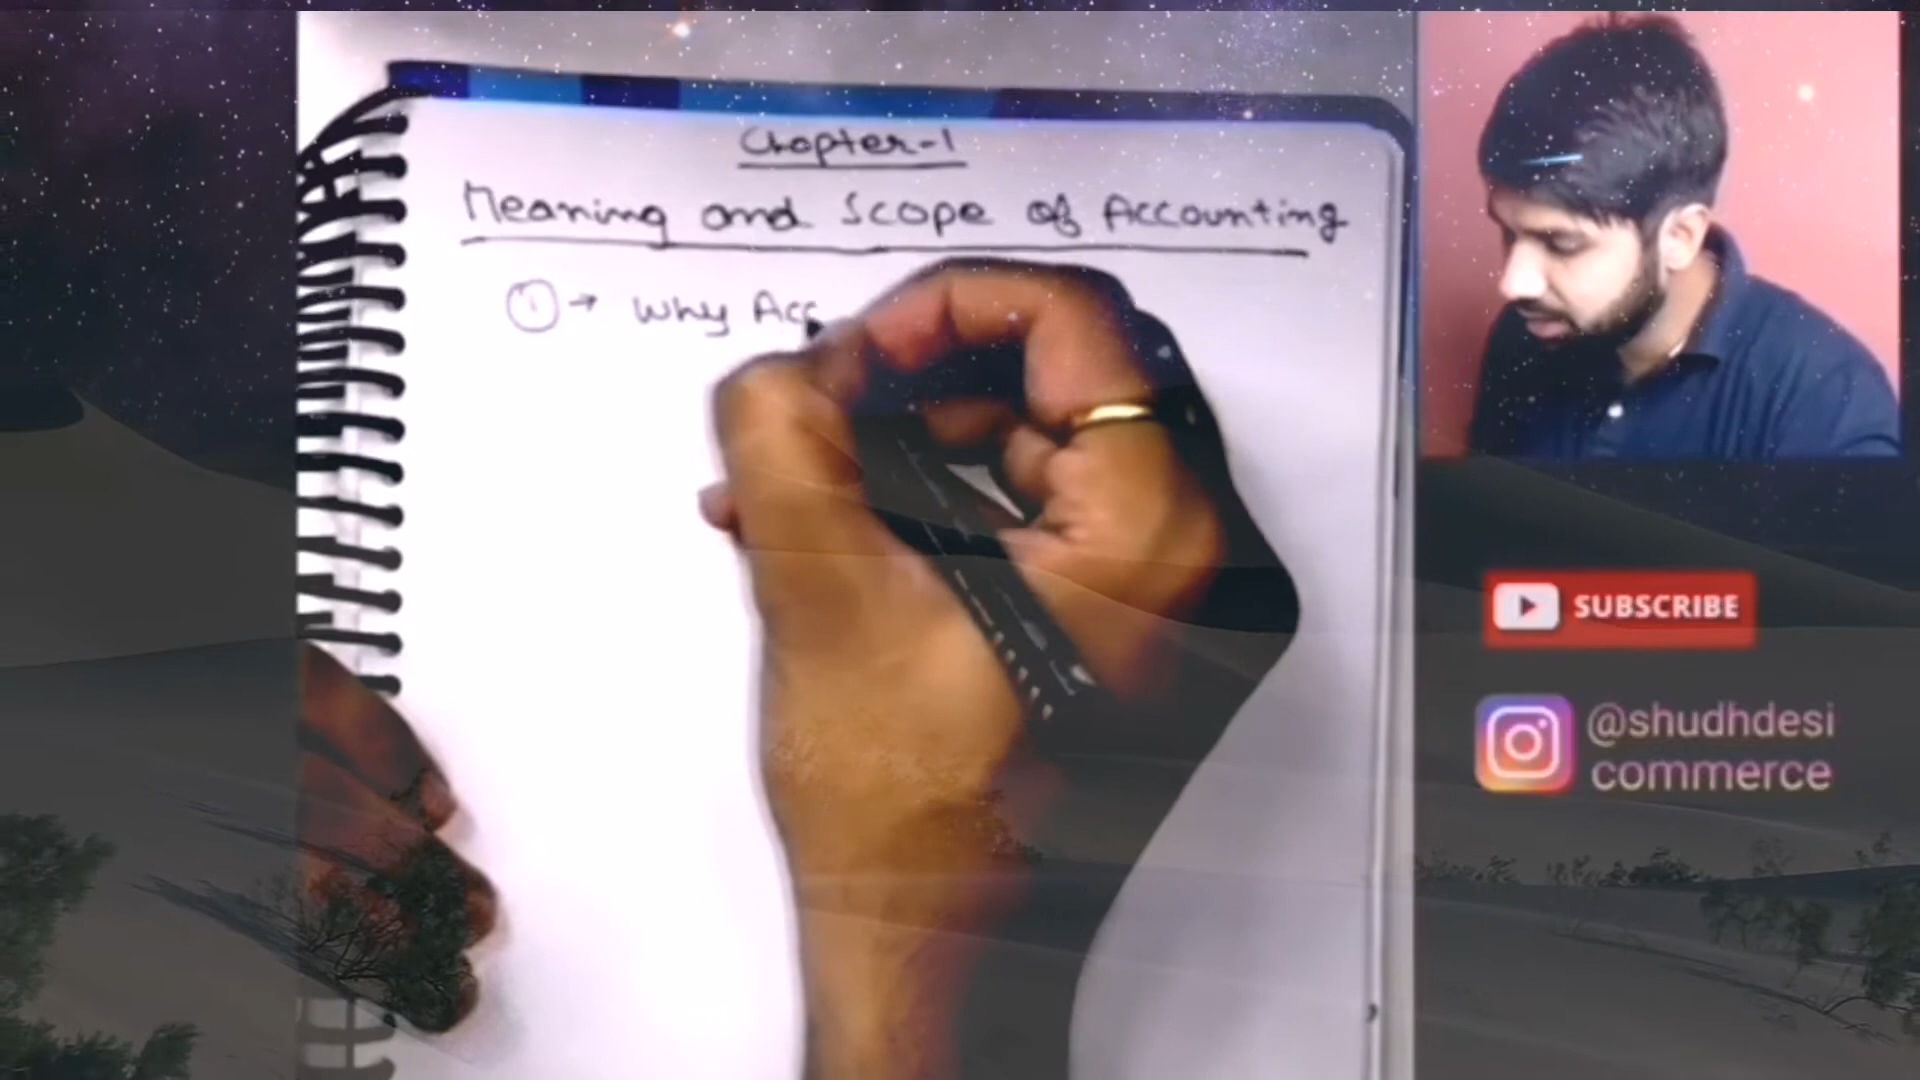 Chapter-1
Meaning and Scope of Accounting
① → Why Acc
SUBSCRIBE
@shudhdesi
commerce